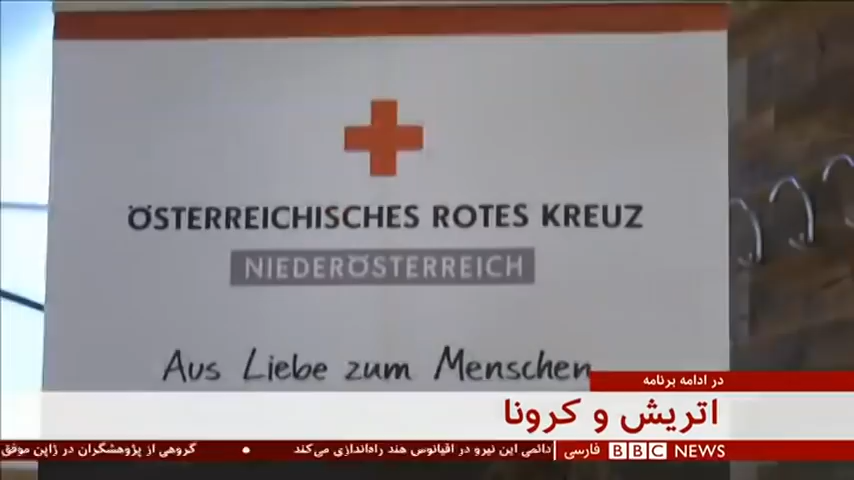 ÖSTERREICHISCHES ROTES KREUZ
NIEDERÖSTERREICH
Aus Liebe zum Menschen
در ادامه برنامه
اتریش و کرونا
BBC NEWS فارسی
دائمی این نیرو در اقیانوس هند راه‌اندازی می‌کند • گروهی از پژوهشگران در ژاپن موفق